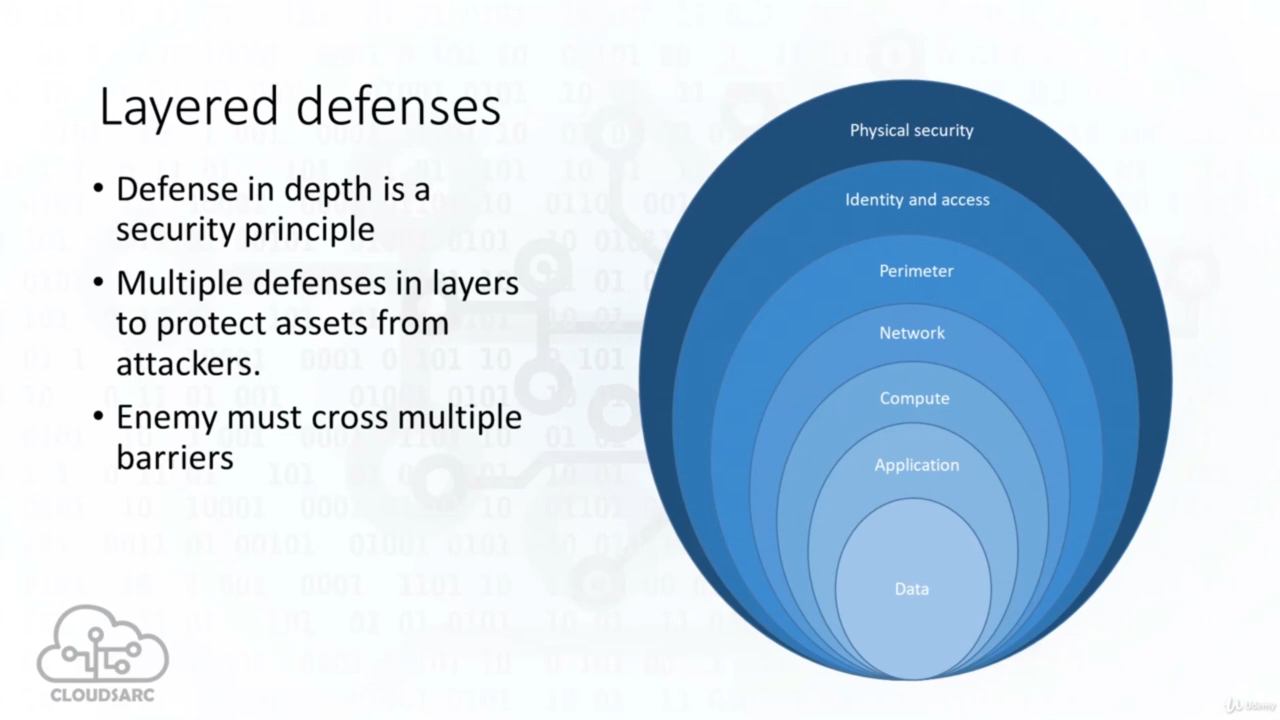 Layered defenses
• Defense in depth is a
security principle
• Multiple defenses in layers
to protect assets from
attackers.
• Enemy must cross multiple
barriers
Physical security
Identity and access
Perimeter
Network
Compute
Application
Data
CLOUDSARC
Udemy